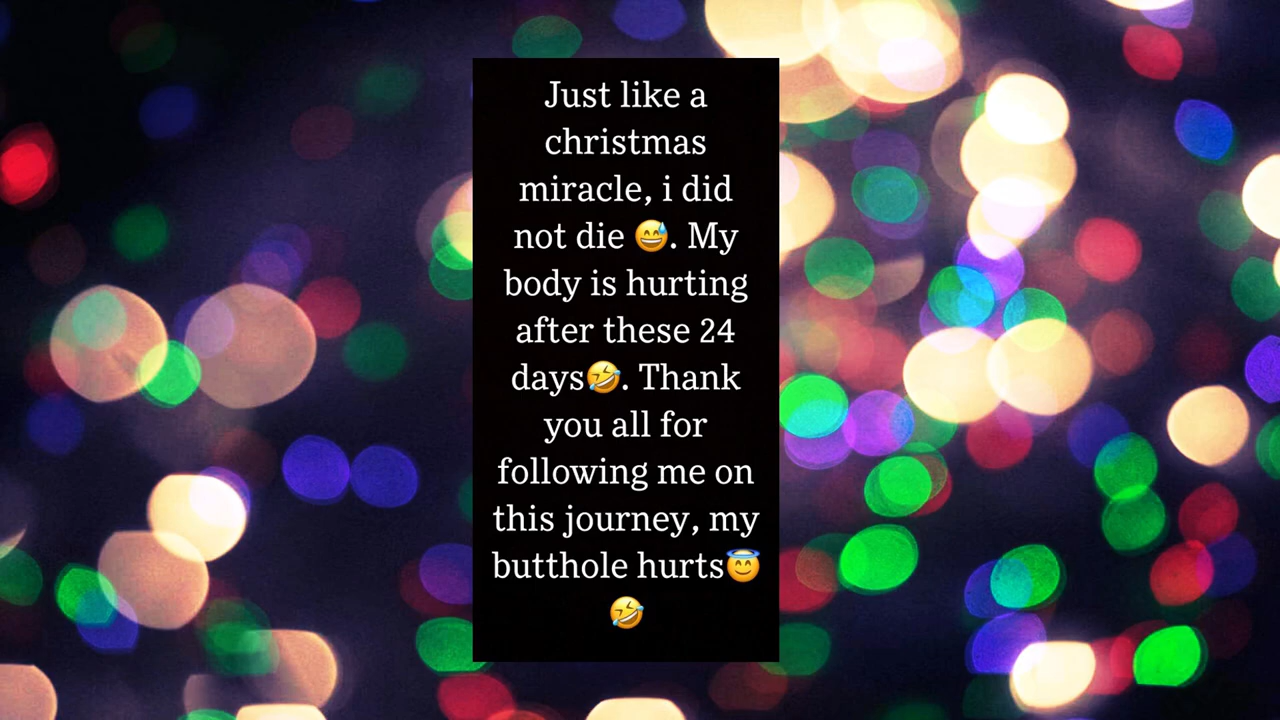 Just like a
christmas
miracle, i did
not die 😅. My
body is hurting
after these 24
days🤣. Thank
you all for
following me on
this journey, my
butthole hurts😇
🤣